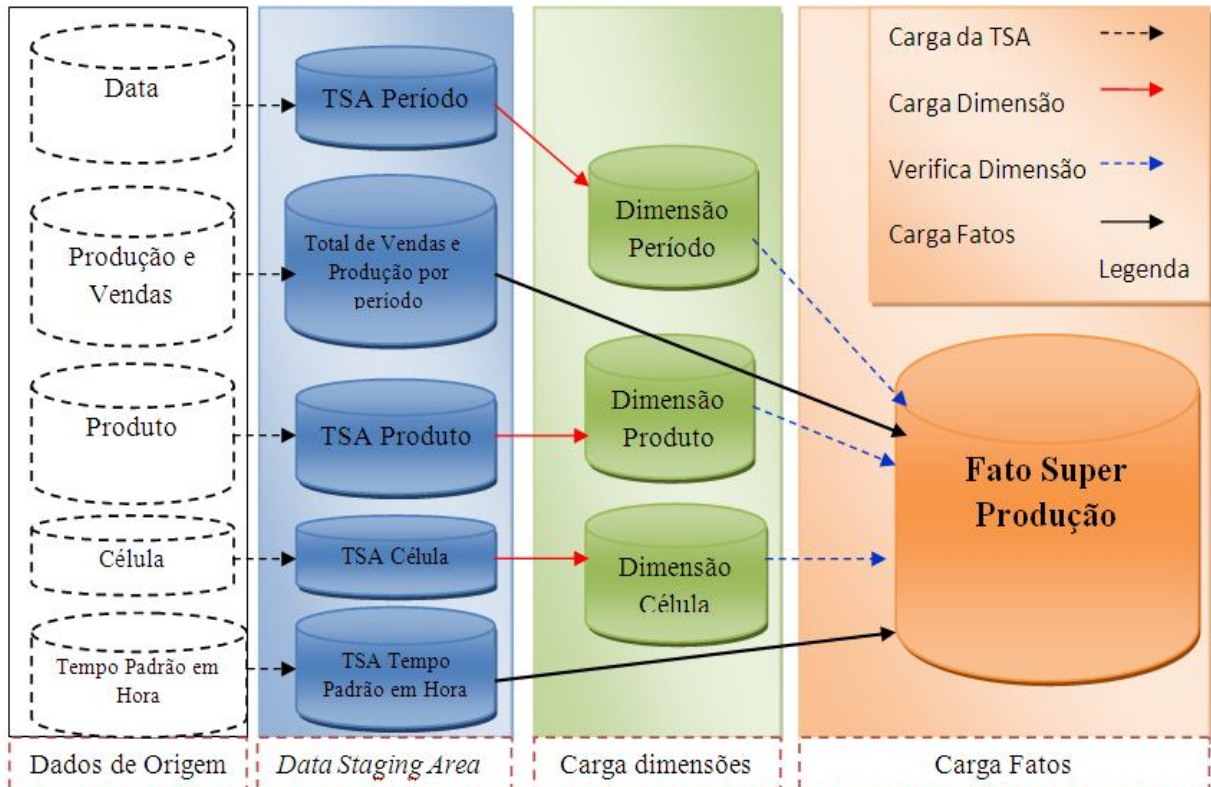 Data
Produção e
Vendas
Produto
Célula
Tempo Padrão em
Hora
Dados de Origem
TSA Período
Total de Vendas e
Produção por
período
TSA Produto
TSA Célula
TSA Tempo
Padrão em Hora
Data Staging Area
Dimensão
Período
Dimensão
Produto
Dimensão
Célula
Carga dimensões
Carga da TSA
Carga Dimensão
Verifica Dimensão
Carga Fatos
Legenda
Fato Super
Produção
Carga Fatos